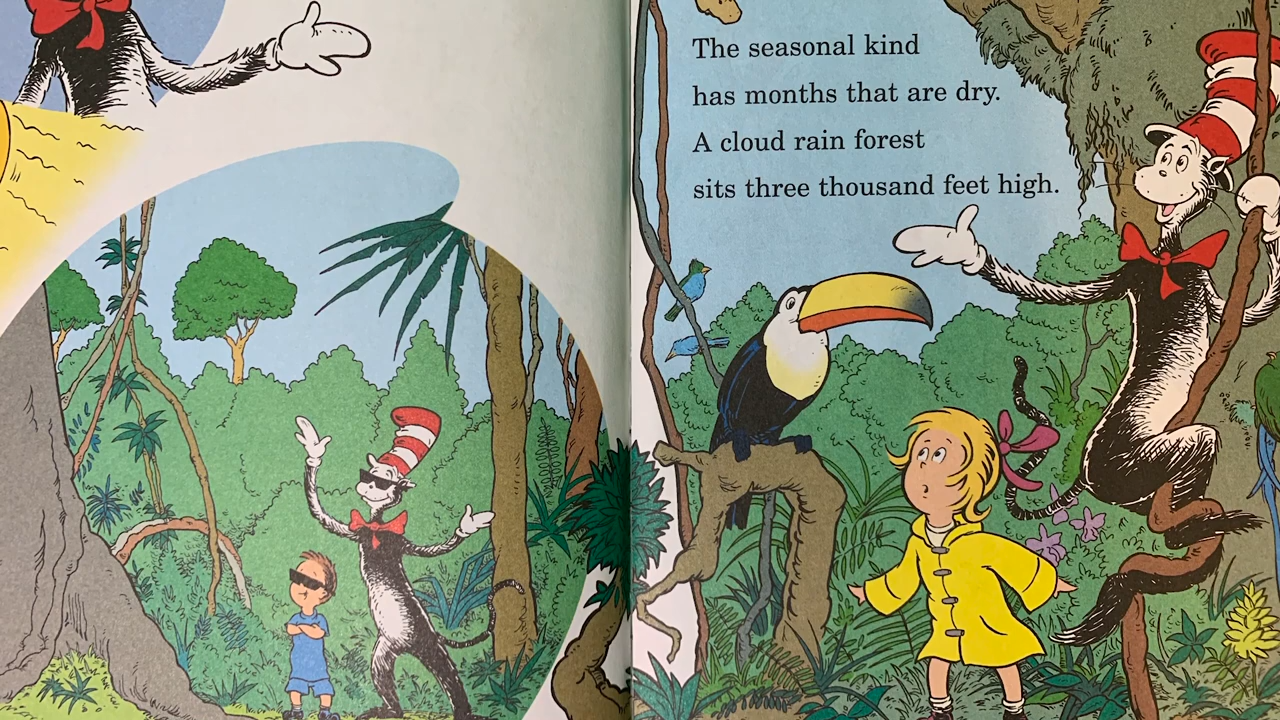 The seasonal kind
has months that are dry.
A cloud rain forest
sits three thousand feet high.